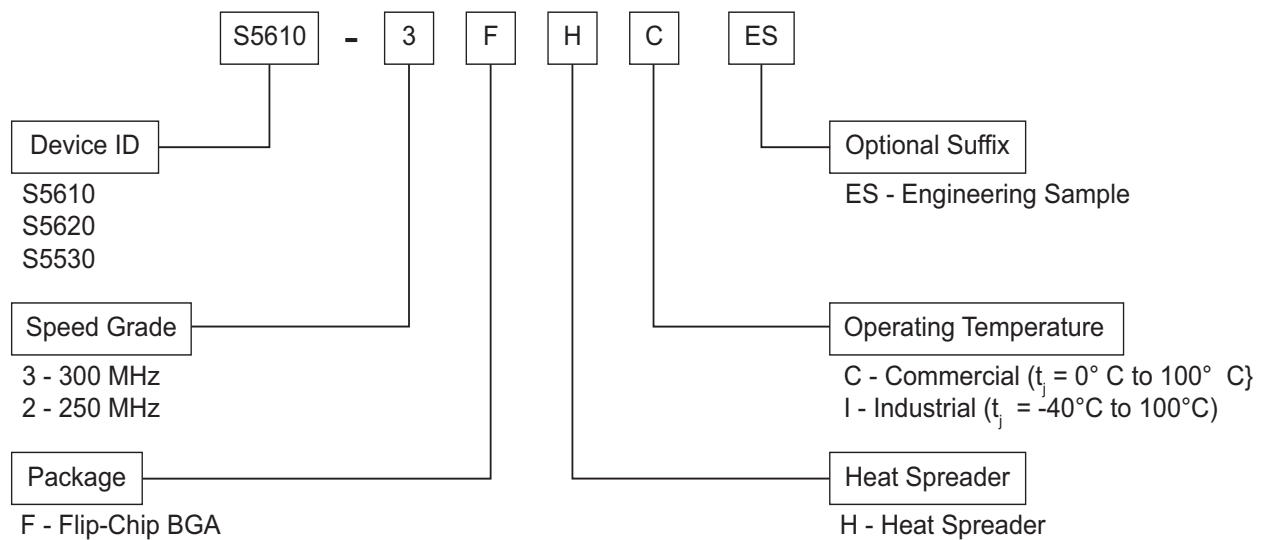 S5610 - 3 F H C ES
Device ID
S5610
S5620
S5530
Optional Suffix
ES - Engineering Sample
Speed Grade
3 - 300 MHz
2 - 250 MHz
Operating Temperature
C - Commercial (tj = 0° C to 100° C}
I - Industrial (tj = -40°C to 100°C)
Package
F - Flip-Chip BGA
Heat Spreader
H - Heat Spreader